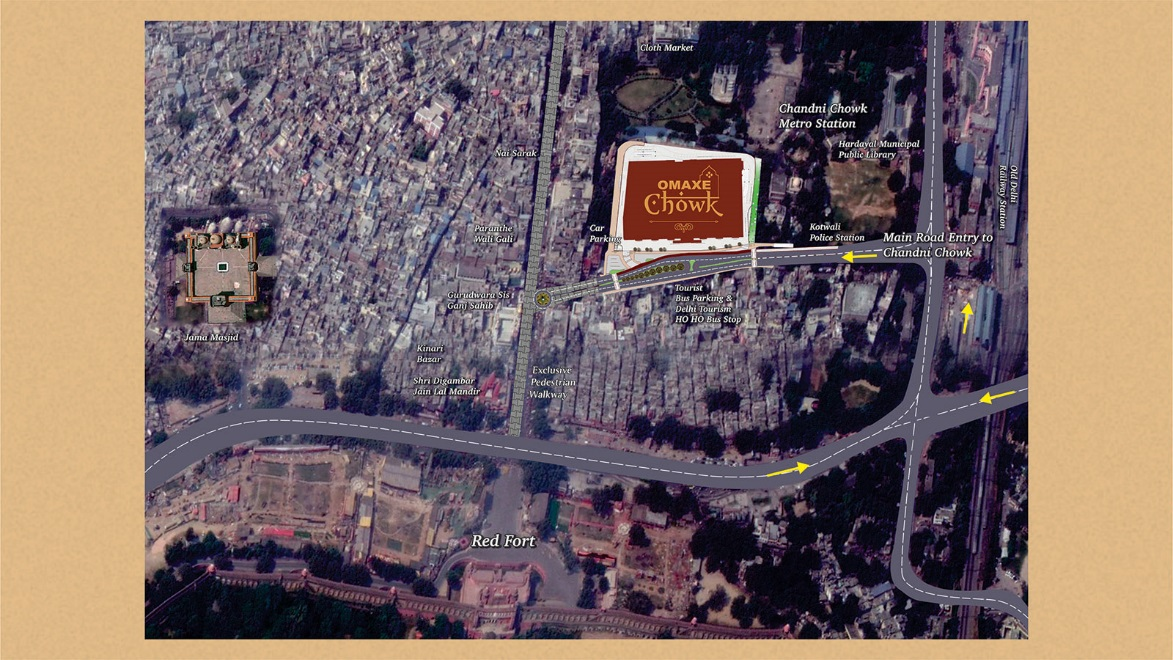 Cloth Market
Chandni Chowk
Metro Station
Hardayal Municipal
Public Library
Nai Sarak
Old Delhi
Railway Station
OMAXE
Chowk
Paranthe
Wali Gali
Car
Parking
Kotwali
Police Station
Main Road Entry to
Chandni Chowk
Gurudwara Sis
Ganj Sahib
Tourist
Bus Parking &
Delhi Tourism
HO HO Bus Stop
Jama Masjid
Kinari
Bazar
Shri Digambar
Jain Lal Mandir
Exclusive
Pedestrian
Walkway
Red Fort